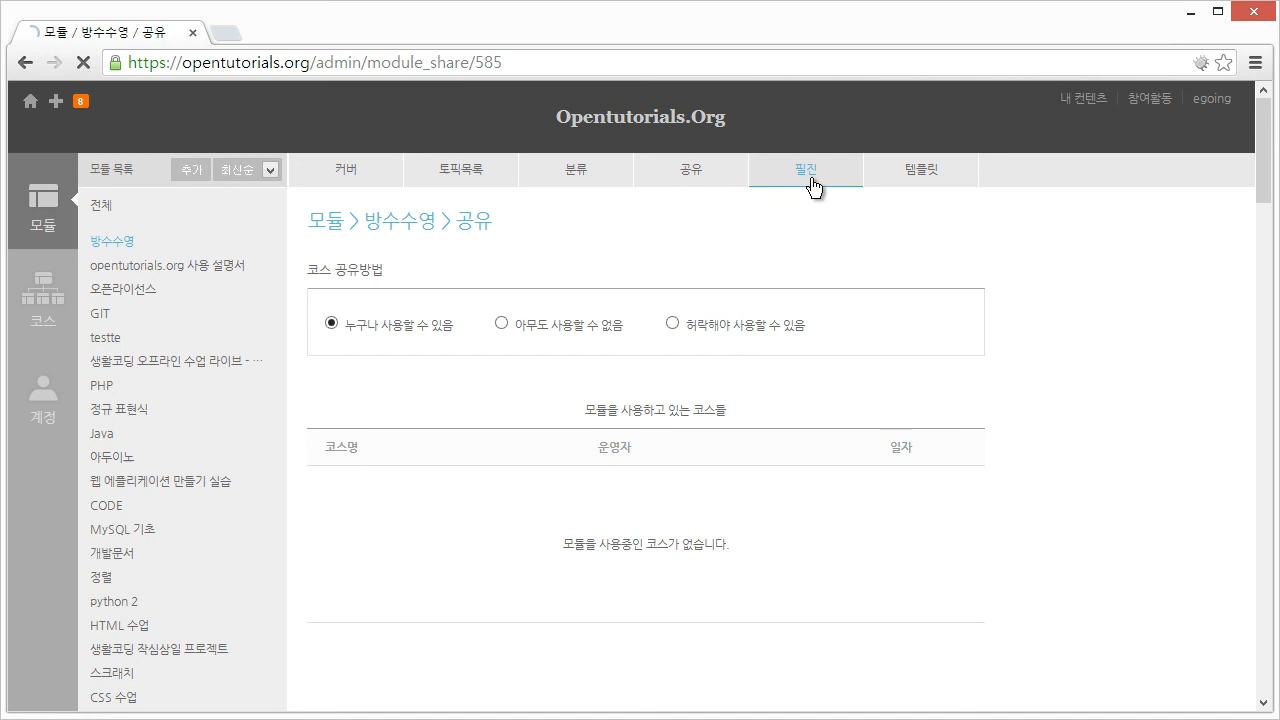 모듈 / 방수수영 / 공유
https://opentutorials.org/admin/module_share/585
8
Opentutorials.Org
내 컨텐츠 참여활동 egoing
모듈
코스
계정
모듈 목록 추가 최신순
전체
방수수영
opentutorials.org 사용 설명서
오픈라이선스
GIT
testte
생활코딩 오프라인 수업 라이브 - ...
PHP
정규 표현식
Java
아두이노
웹 애플리케이션 만들기 실습
CODE
MySQL 기초
개발문서
정렬
python 2
HTML 수업
생활코딩 작심삼일 프로젝트
스크래치
CSS 수업
커버 토픽목록 분류 공유 필진 템플릿
모듈 > 방수수영 > 공유
코스 공유방법
누구나 사용할 수 있음 아무도 사용할 수 없음 허락해야 사용할 수 있음
모듈을 사용하고 있는 코스들
코스명 운영자 일자
모듈을 사용중인 코스가 없습니다.